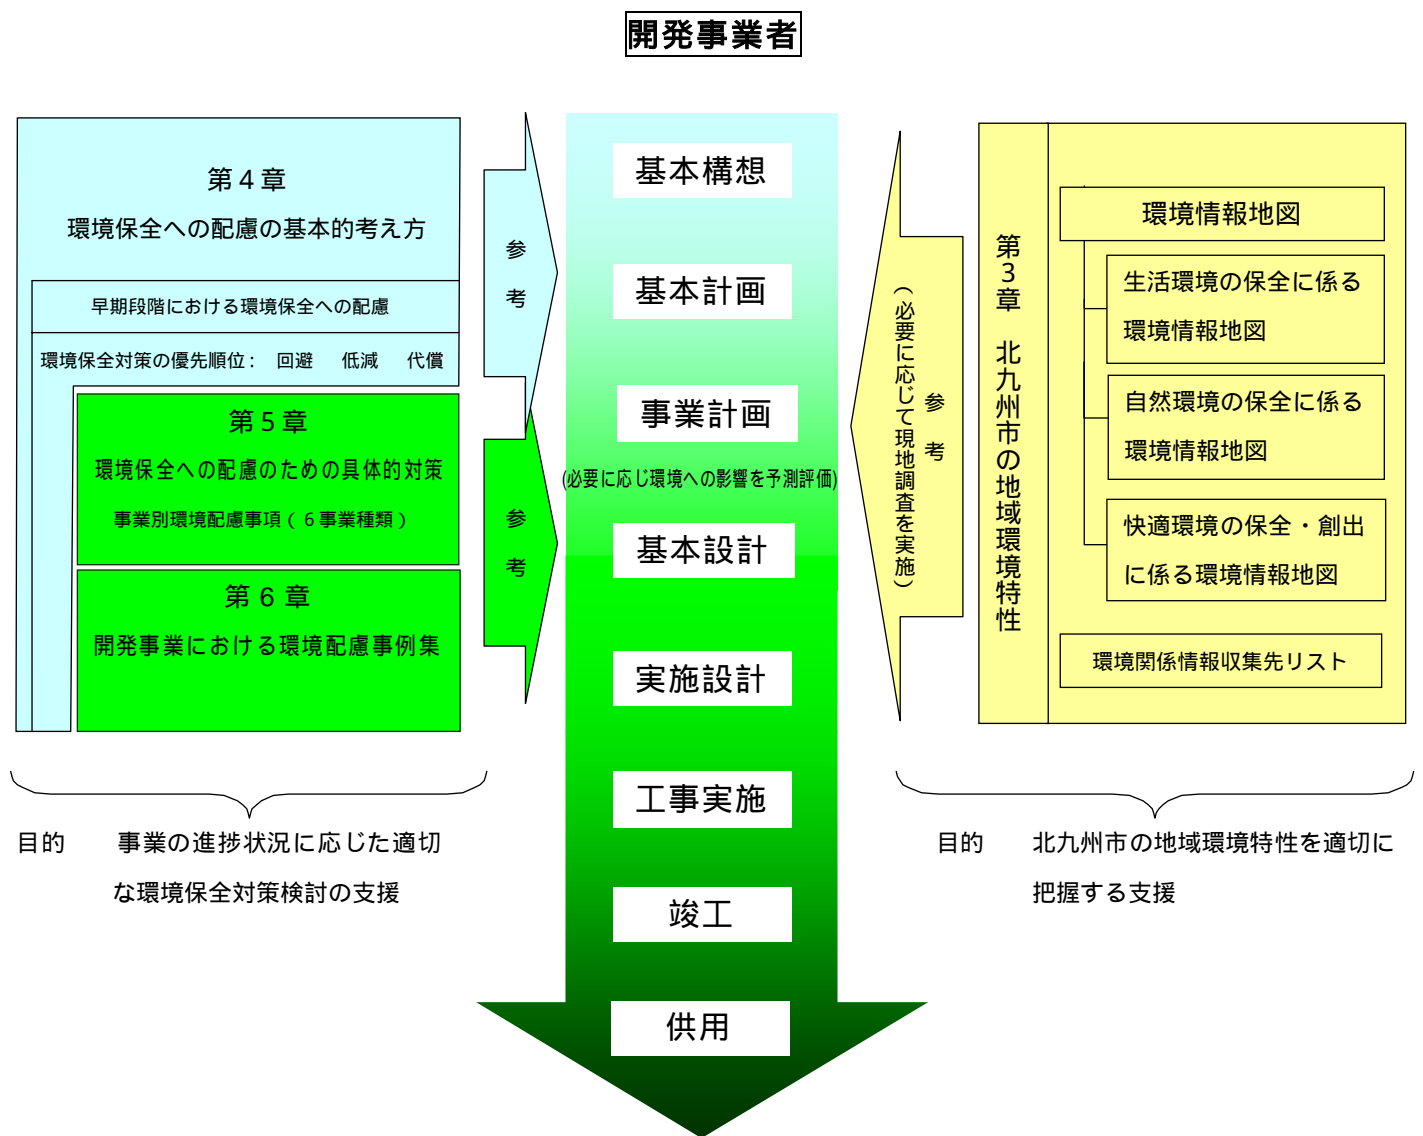 開発事業者
第4章
環境保全への配慮の基本的考え方
早期段階における環境保全への配慮
環境保全対策の優先順位: 回避 低減 代償
第5章
環境保全への配慮のための具体的対策
事業別環境配慮事項(6事業種類)
第6章
開発事業における環境配慮事例集
参考
参考
目的 事業の進捗状況に応じた適切
な環境保全対策検討の支援
基本構想
基本計画
事業計画
(必要に応じ環境への影響を予測評価)
基本設計
実施設計
工事実施
竣工
供用
参考
(必要に応じて現地調査を実施)
第3章 北九州市の地域環境特性
環境情報地図
生活環境の保全に係る
環境情報地図
自然環境の保全に係る
環境情報地図
快適環境の保全・創出
に係る環境情報地図
環境関係情報収集先リスト
目的 北九州市の地域環境特性を適切に
把握する支援